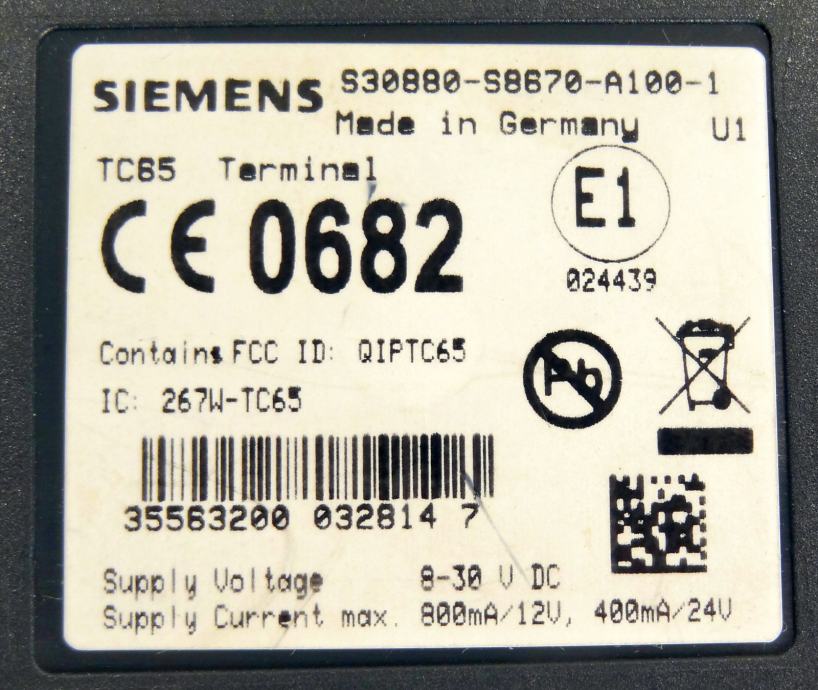 SIEMENS S30880-S8670-A100-1
Made in Germany U1
TC65 Terminal
CE 0682
E1
024439
Contains FCC ID: QIPTC65
IC: 267W-TC65
Pb
35563200 032814 7
Supply Voltage 8-30 V DC
Supply Current max. 800mA/12V, 400mA/24V